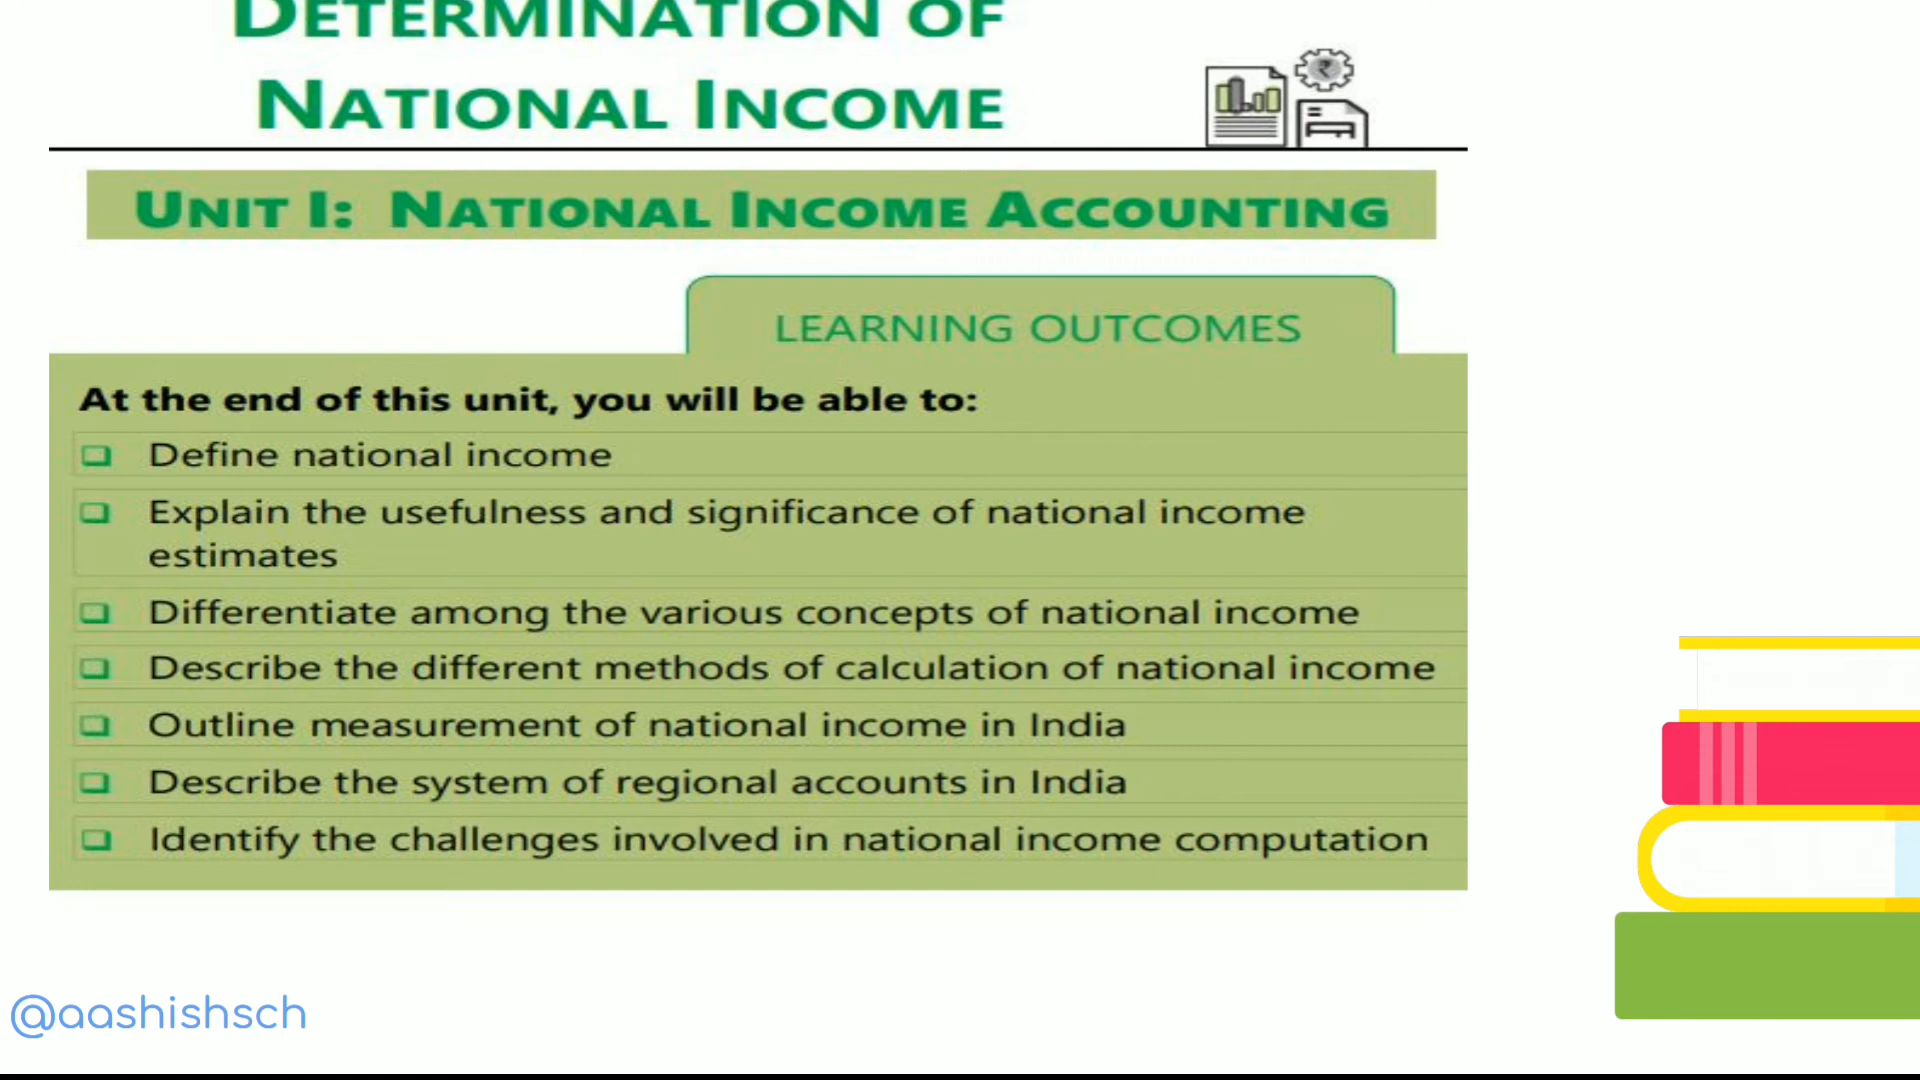 DETERMINATION OF
NATIONAL INCOME
UNIT I: NATIONAL INCOME ACCOUNTING
LEARNING OUTCOMES
At the end of this unit, you will be able to:
Define national income
Explain the usefulness and significance of national income
estimates
Differentiate among the various concepts of national income
Describe the different methods of calculation of national income
Outline measurement of national income in India
Describe the system of regional accounts in India
Identify the challenges involved in national income computation
@aashishsch